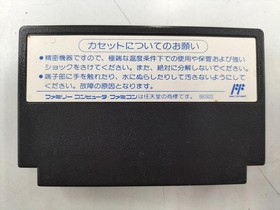 カセットについてのお願い
●精密機器ですので、極端な温度条件下での使用や保管および強い
ショックをさけてください。また、絶対に分解しないでください。
●端子部に手を触れたり、水にぬらしたりして汚さないようにして
ください。故障の原因となります。
ファミリーコンピュータ・ファミコンは任天堂の商標です。